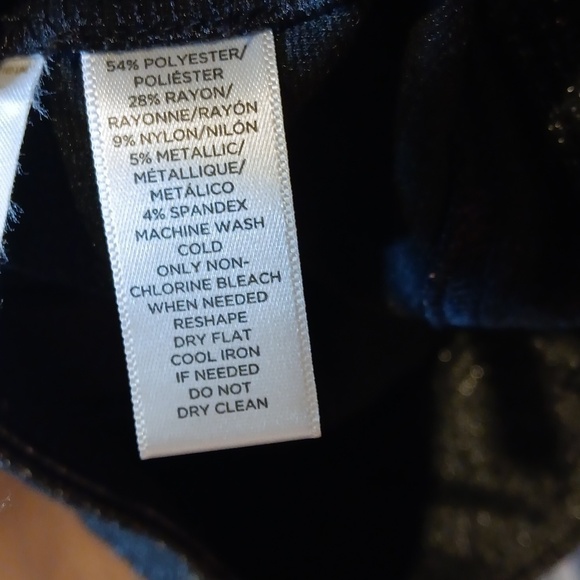 54% POLYESTER/
POLIÉSTER
28% RAYON/
RAYONNE/RAYÓN
9% NYLON/NILÓN
5% METALLIC/
MÉTALLIQUE/
METÁLICO
4% SPANDEX
MACHINE WASH
COLD
ONLY NON-
CHLORINE BLEACH
WHEN NEEDED
RESHAPE
DRY FLAT
COOL IRON
IF NEEDED
DO NOT
DRY CLEAN